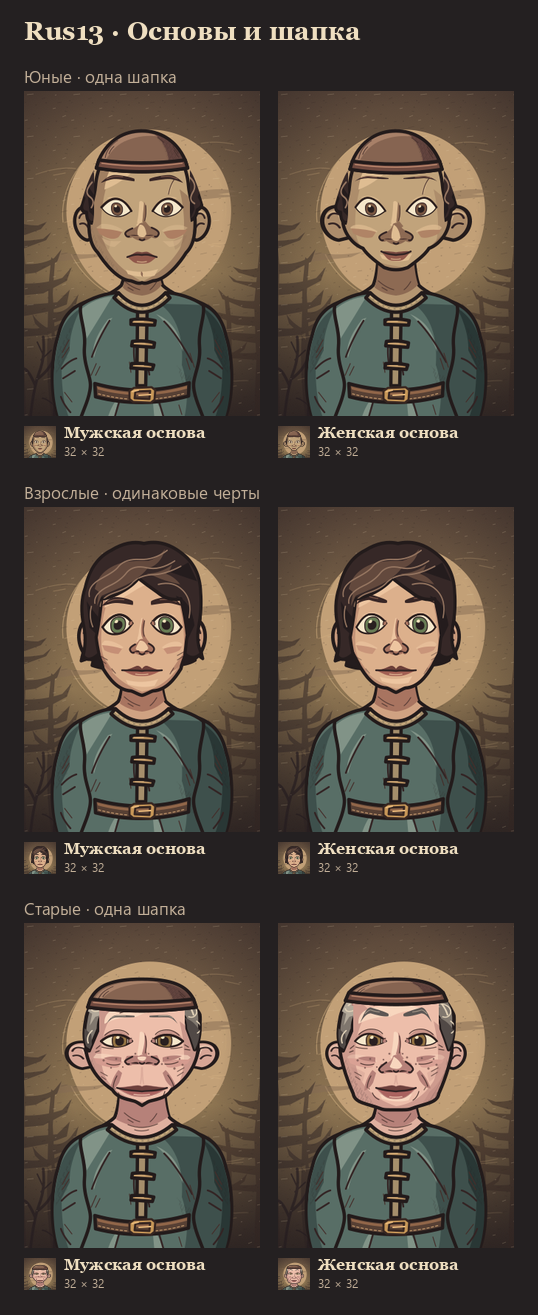 Rus13 · Основы и шапка
Юные · одна шапка
Мужская основа
32 × 32
Женская основа
32 × 32
Взрослые · одинаковые черты
Мужская основа
32 × 32
Женская основа
32 × 32
Старые · одна шапка
Мужская основа
32 × 32
Женская основа
32 × 32